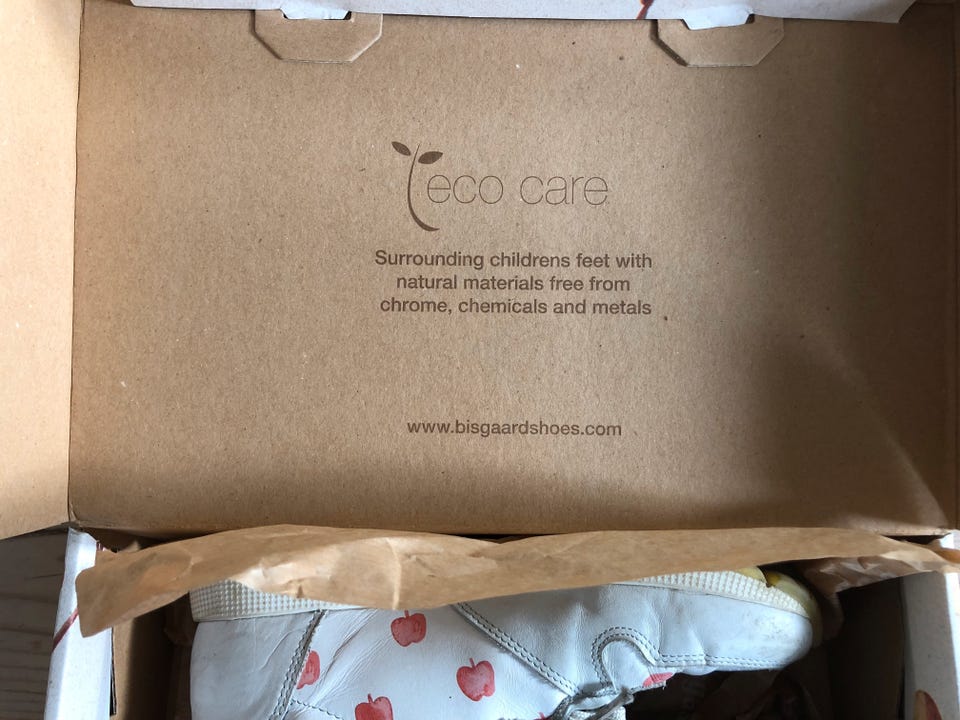 eco care
Surrounding childrens feet with
natural materials free from
chrome, chemicals and metals
www.bisgaardshoes.com